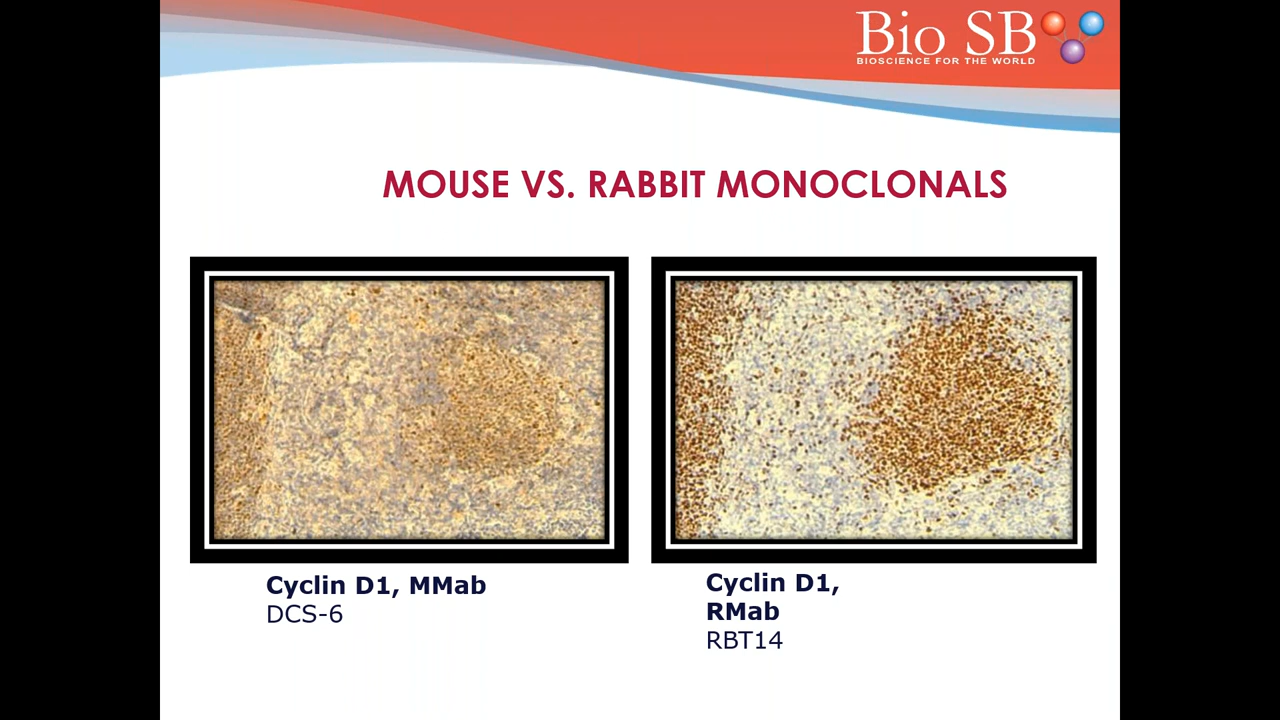 Bio SB
BIOSCIENCE FOR THE WORLD
MOUSE VS. RABBIT MONOCLONALS
Cyclin D1, MMab
DCS-6
Cyclin D1,
RMab
RBT14